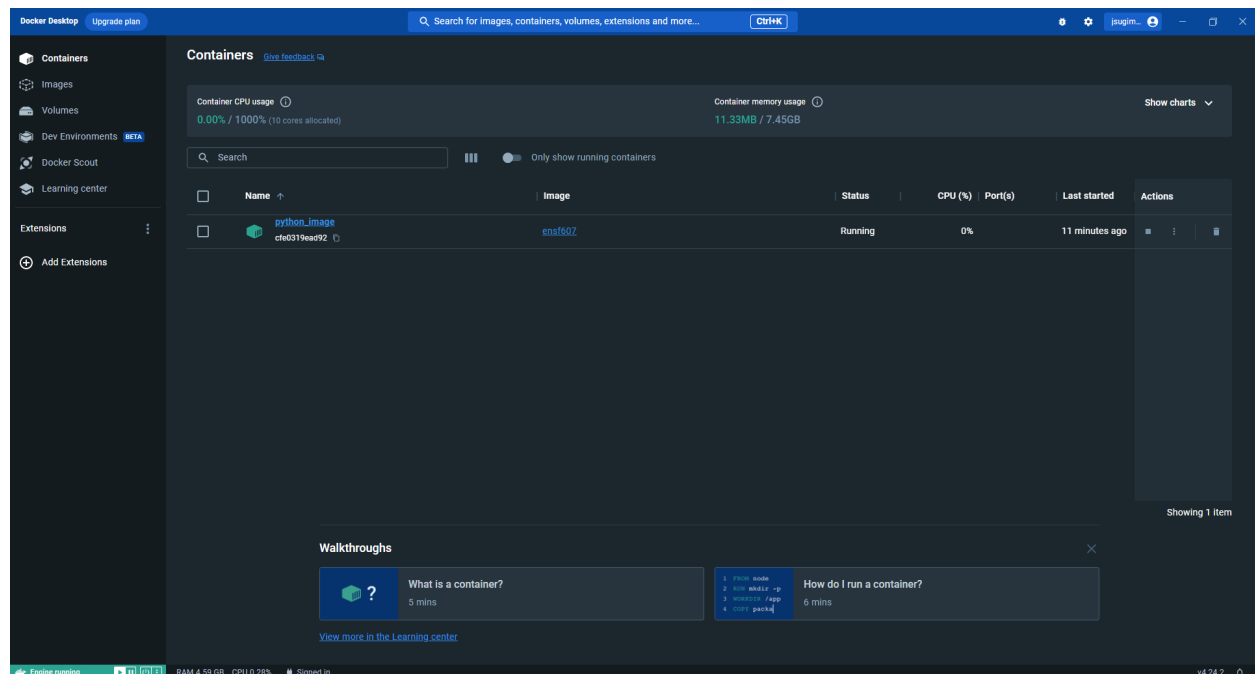 Docker Desktop Upgrade plan Search for images, containers, volumes, extensions and more... Ctrl+K jsugim...
Containers
Images
Volumes
Dev Environments BETA
Docker Scout
Learning center
Extensions
Add Extensions
Containers Give feedback
Container CPU usage Container memory usage Show charts
0.00% / 1000% (10 cores allocated) 11.33MB / 7.45GB
Search Only show running containers
Name Image Status CPU (%) Port(s) Last started Actions
python_image ensf607 Running 0% 11 minutes ago
cfe0319ead92
Showing 1 item
Walkthroughs
? What is a container?
5 mins
1 FROM node
2 RUN mkdir -p
3 WORKDIR /app
4 COPY packa
How do I run a container?
6 mins
View more in the Learning center
Engine running RAM 4.59 GB CPU 0.28% Signed in v4.24.2